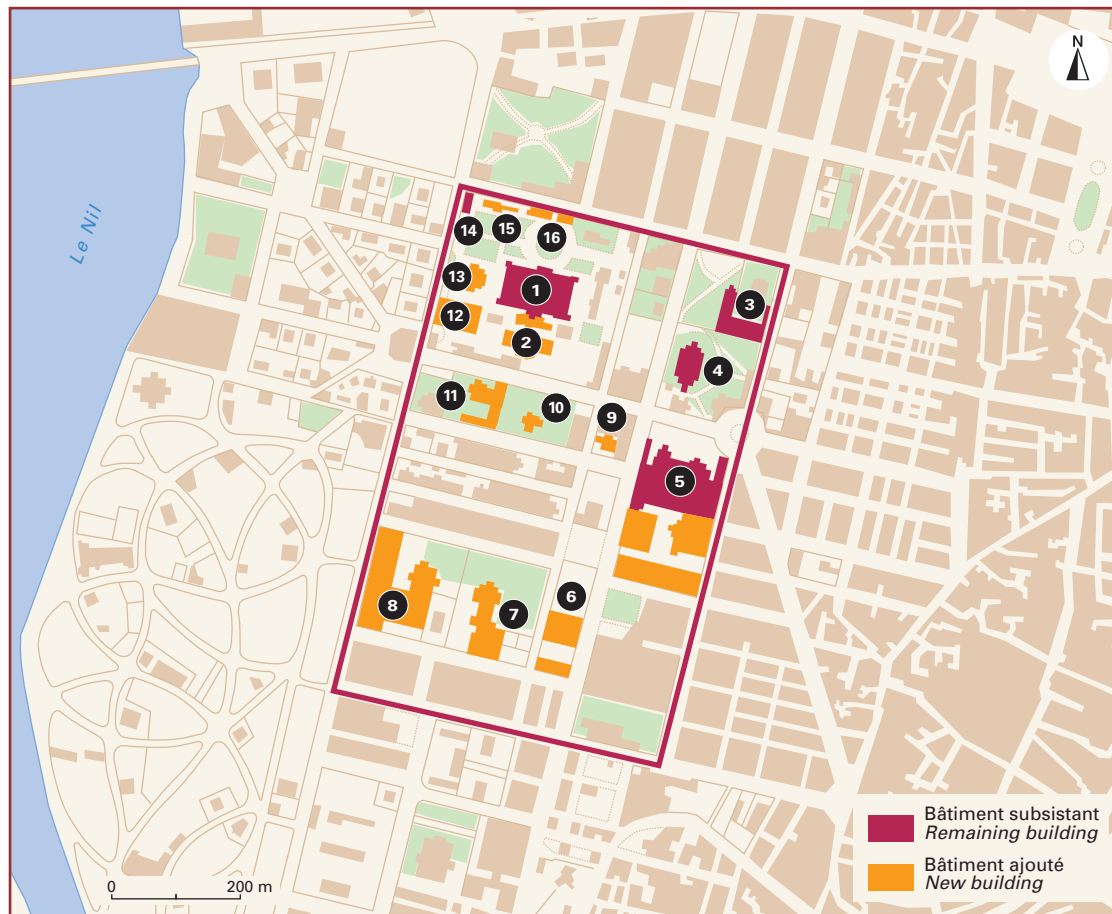 N
Le Nil
14
15
16
13
1
3
12
2
4
11
10
9
5
8
7
6
Bâtiment subsistant
Remaining building
Bâtiment ajouté
New building
0 200 m